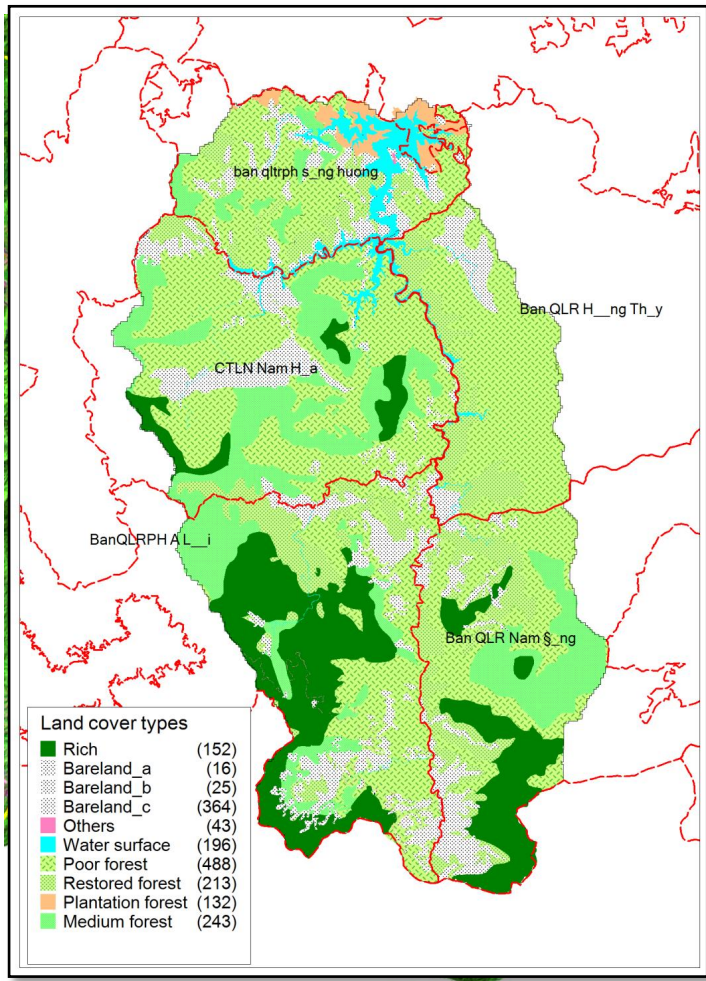 ban qltrph s_ng huong
Ban QLR H__ng Th_y
CTLN Nam H_a
BanQLRPH A L__i
Ban QLR Nam §_ng
Land cover types
Rich (152)
Bareland_a (16)
Bareland_b (25)
Bareland_c (364)
Others (43)
Water surface (196)
Poor forest (488)
Restored forest (213)
Plantation forest (132)
Medium forest (243)